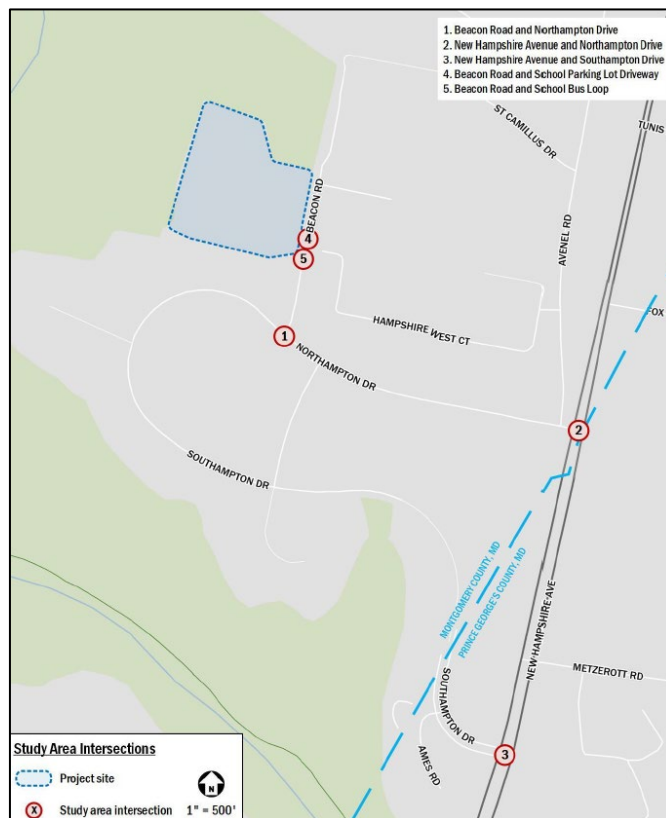 1. Beacon Road and Northampton Drive
2. New Hampshire Avenue and Northampton Drive
3. New Hampshire Avenue and Southampton Drive
4. Beacon Road and School Parking Lot Driveway
5. Beacon Road and School Bus Loop
ST CAMILLUS DR
TUNIS
BEACON RD
AVENEL RD
4
5
FOX
HAMPSHIRE WEST CT
1
NORTHAMPTON DR
2
SOUTHAMPTON DR
MONTGOMERY COUNTY, MD
PRINCE GEORGE'S COUNTY, MD
NEW HAMPSHIRE AVE
METZEROTT RD
SOUTHAMPTON DR
AMES RD
3
Study Area Intersections
Project site
N
X
Study area intersection
1" = 500'